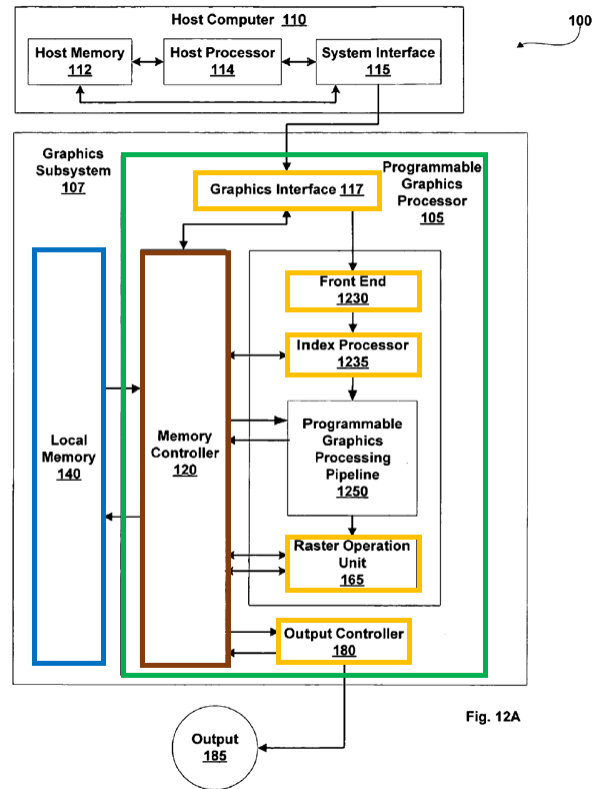 Host Computer 110
100
Host Memory
112
Host Processor
114
System Interface
115
Graphics
Subsystem
107
Programmable
Graphics
Processor
105
Graphics Interface 117
Front End
1230
Index Processor
1235
Local
Memory
140
Memory
Controller
120
Programmable
Graphics
Processing
Pipeline
1250
Raster Operation
Unit
165
Output Controller
180
Output
185
Fig. 12A